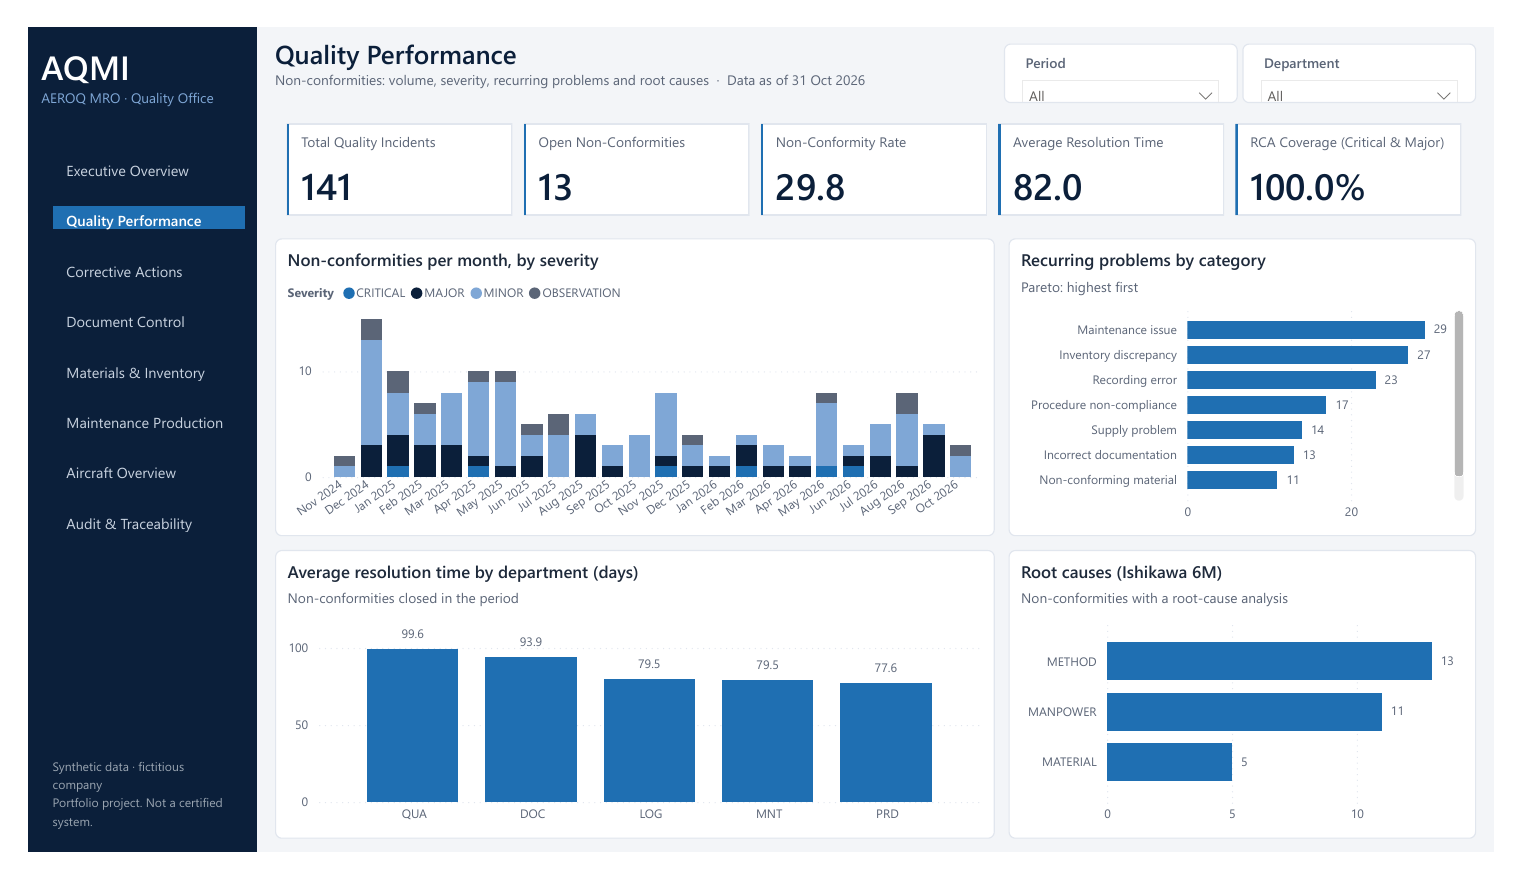 AQMI
AEROQ MRO · Quality Office
Executive Overview
Quality Performance
Corrective Actions
Document Control
Materials & Inventory
Maintenance Production
Aircraft Overview
Audit & Traceability
Synthetic data · fictitious
company
Portfolio project. Not a certified
system.
Quality Performance
Non-conformities: volume, severity, recurring problems and root causes · Data as of 31 Oct 2026
Period
All
Department
All
Total Quality Incidents
141
Open Non-Conformities
13
Non-Conformity Rate
29.8
Average Resolution Time
82.0
RCA Coverage (Critical & Major)
100.0%
Non-conformities per month, by severity
Severity CRITICAL MAJOR MINOR OBSERVATION
10
0
Nov 2024
Dec 2024
Jan 2025
Feb 2025
Mar 2025
Apr 2025
May 2025
Jun 2025
Jul 2025
Aug 2025
Sep 2025
Oct 2025
Nov 2025
Dec 2025
Jan 2026
Feb 2026
Mar 2026
Apr 2026
May 2026
Jun 2026
Jul 2026
Aug 2026
Sep 2026
Oct 2026
Recurring problems by category
Pareto: highest first
Maintenance issue 29
Inventory discrepancy 27
Recording error 23
Procedure non-compliance 17
Supply problem 14
Incorrect documentation 13
Non-conforming material 11
0 20
Average resolution time by department (days)
Non-conformities closed in the period
100
50
0
99.6
93.9
79.5
79.5
77.6
QUA DOC LOG MNT PRD
Root causes (Ishikawa 6M)
Non-conformities with a root-cause analysis
METHOD 13
MANPOWER 11
MATERIAL 5
0 5 10